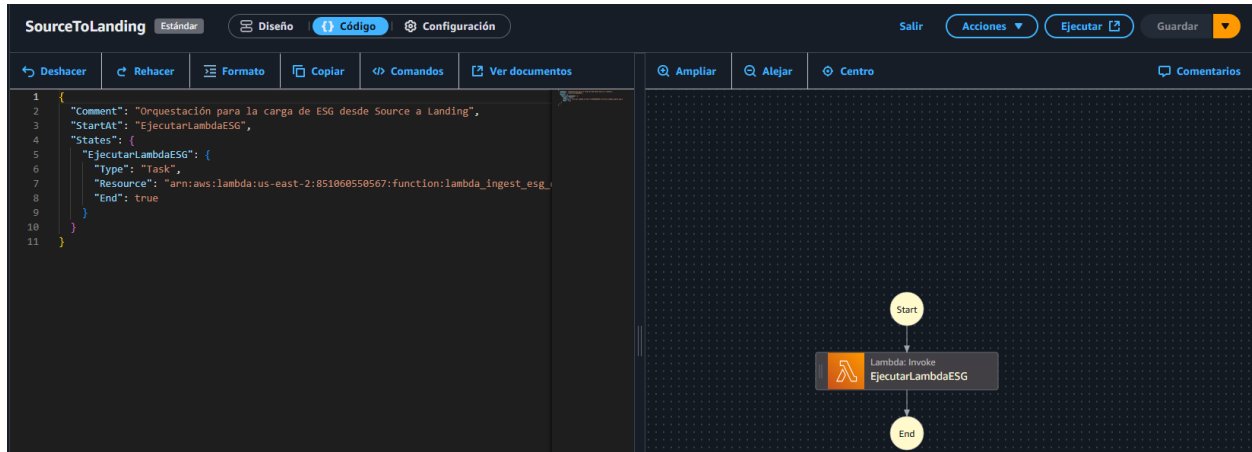 SourceToLanding Estándar Diseño {} Código Configuración Salir Acciones Ejecutar Guardar
Deshacer Rehacer Formato Copiar Comandos Ver documentos Ampliar Alejar Centro Comentarios
1 {
2 "Comment": "Orquestación para la carga de ESG desde Source a Landing",
3 "StartAt": "EjecutarLambdaESG",
4 "States": {
5 "EjecutarLambdaESG": {
6 "Type": "Task",
7 "Resource": "arn:aws:lambda:us-east-2:851060550567:function:lambda_ingest_esg_
8 "End": true
9 }
10 }
11 }
Start
Lambda: Invoke
EjecutarLambdaESG
End